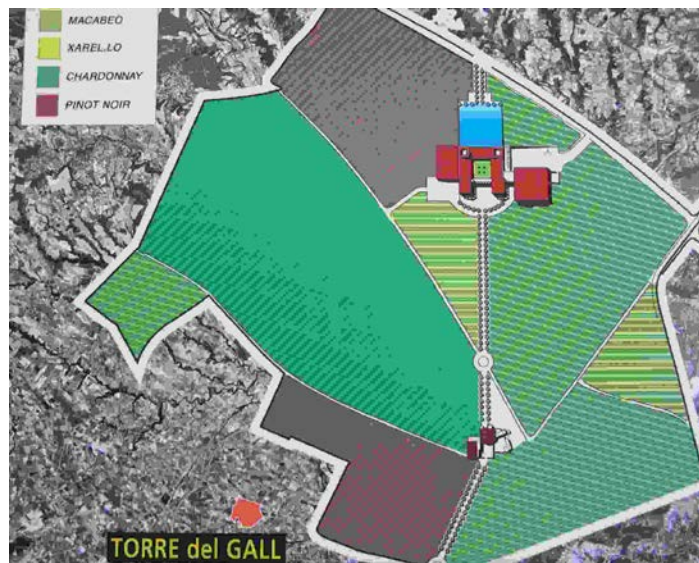 MACABEO
XAREL.LO
CHARDONNAY
PINOT NOIR
TORRE del GALL